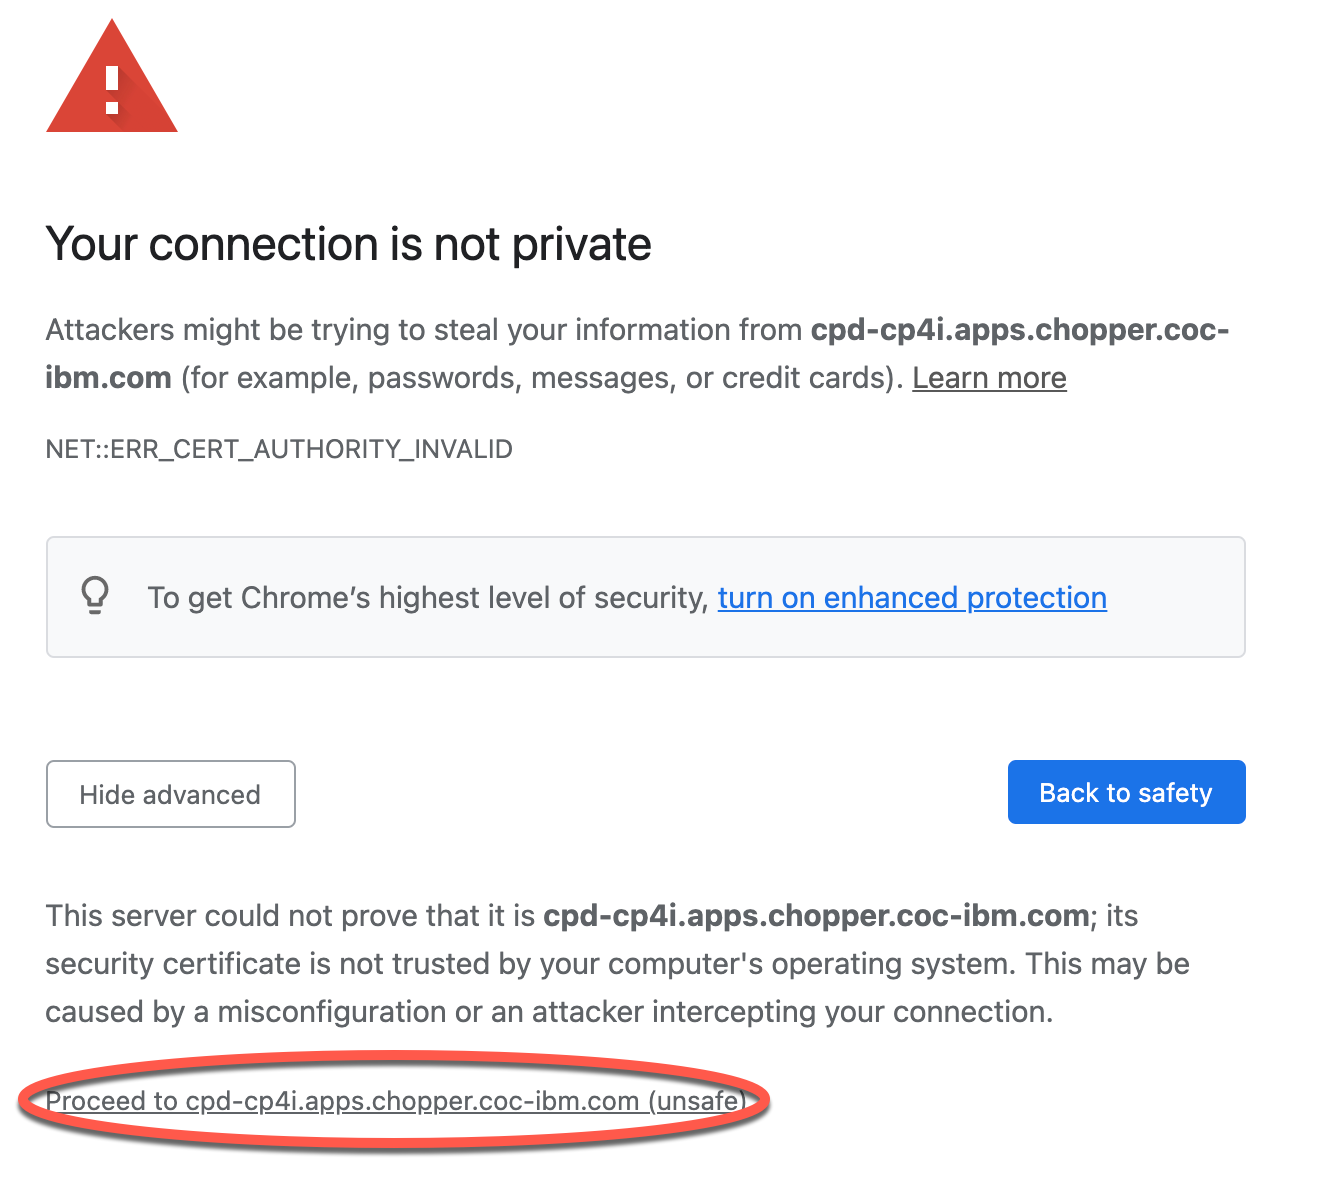 Your connection is not private
Attackers might be trying to steal your information from cpd-cp4i.apps.chopper.coc-
ibm.com (for example, passwords, messages, or credit cards). Learn more
NET::ERR_CERT_AUTHORITY_INVALID
To get Chrome’s highest level of security, turn on enhanced protection
Hide advanced
Back to safety
This server could not prove that it is cpd-cp4i.apps.chopper.coc-ibm.com; its
security certificate is not trusted by your computer's operating system. This may be
caused by a misconfiguration or an attacker intercepting your connection.
Proceed to cpd-cp4i.apps.chopper.coc-ibm.com (unsafe)